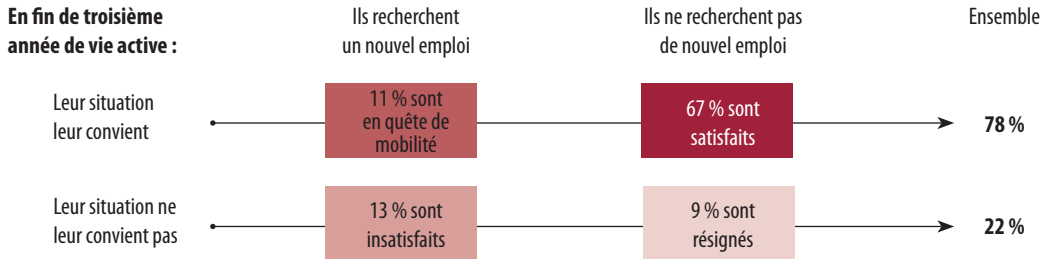 En fin de troisième
année de vie active :
Ils recherchent
un nouvel emploi
Ils ne recherchent pas
de nouvel emploi
Ensemble
Leur situation
leur convient
11 % sont
en quête de
mobilité
67 % sont
satisfaits
78 %
Leur situation ne
leur convient pas
13 % sont
insatisfaits
9 % sont
résignés
22 %